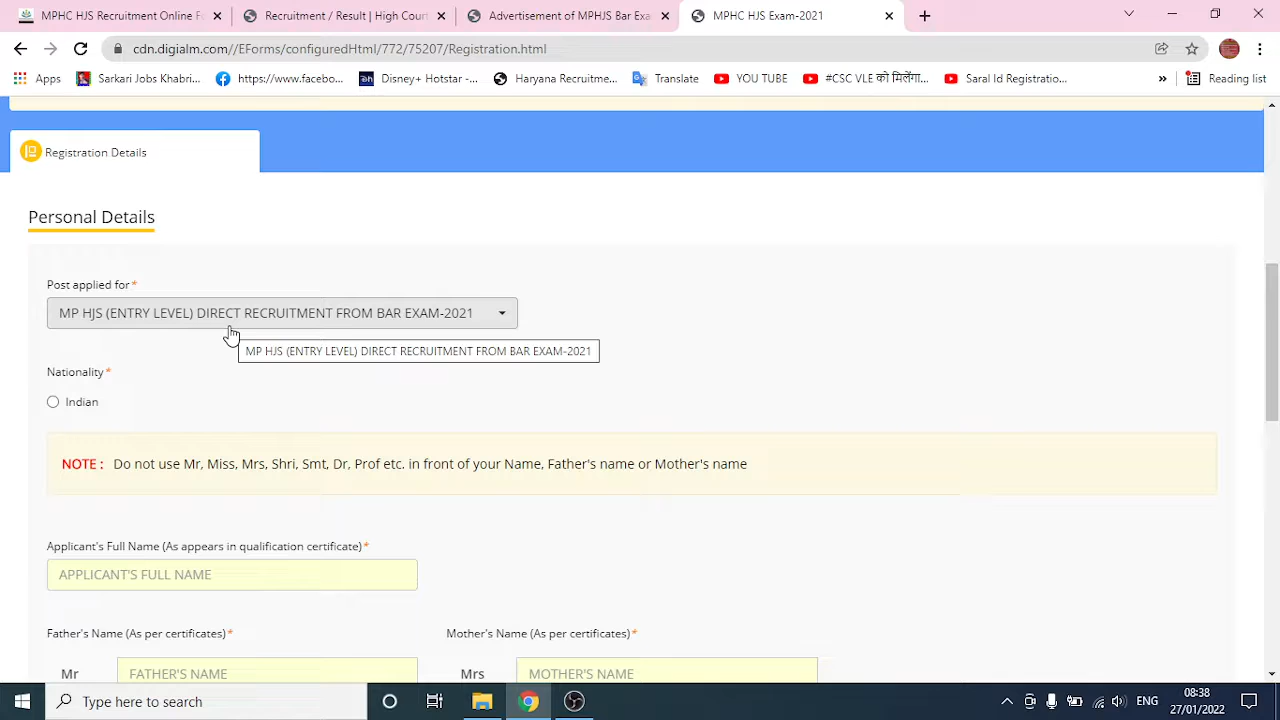 MPHC HJS Recruitment Online F
Recruitment / Result | High Court
Advertisement of MPHJS Bar Exa
MPHC HJS Exam-2021
cdn.digialm.com//EForms/configuredHtml/772/75207/Registration.html
Apps
Sarkari Jobs Khabri...
https://www.facebo...
Disney+ Hotstar -...
Haryana Recruitme...
Translate
YOU TUBE
#CSC VLE को मिलेंगा...
Saral Id Registratio...
»
Reading list
Registration Details
Personal Details
Post applied for*
MP HJS (ENTRY LEVEL) DIRECT RECRUITMENT FROM BAR EXAM-2021
MP HJS (ENTRY LEVEL) DIRECT RECRUITMENT FROM BAR EXAM-2021
Nationality*
Indian
NOTE : Do not use Mr, Miss, Mrs, Shri, Smt, Dr, Prof etc. in front of your Name, Father's name or Mother's name
Applicant's Full Name (As appears in qualification certificate)*
APPLICANT'S FULL NAME
Father's Name (As per certificates)*
Mother's Name (As per certificates)*
Mr
FATHER'S NAME
Mrs
MOTHER'S NAME
Type here to search
ENG
08:38
27/01/2022